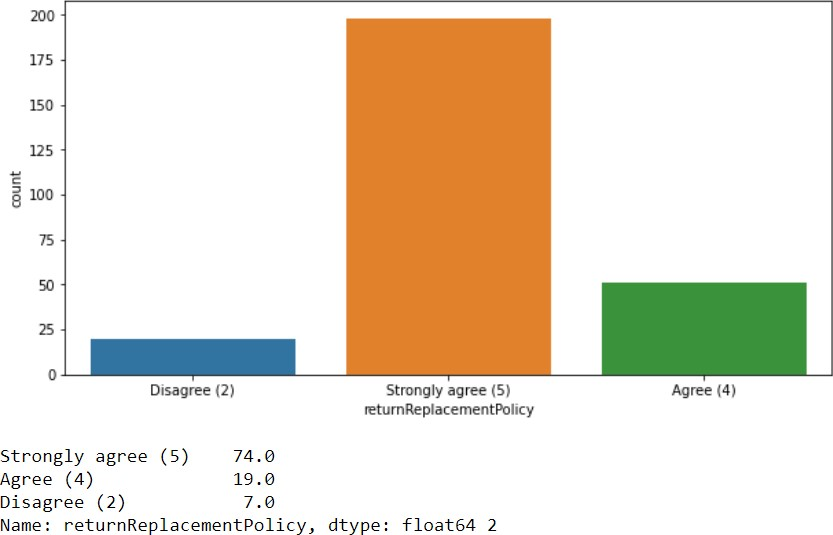 200
175
150
125
100
75
50
25
0
count
Disagree (2) Strongly agree (5) Agree (4)
returnReplacementPolicy
Strongly agree (5) 74.0
Agree (4) 19.0
Disagree (2) 7.0
Name: returnReplacementPolicy, dtype: float64 2